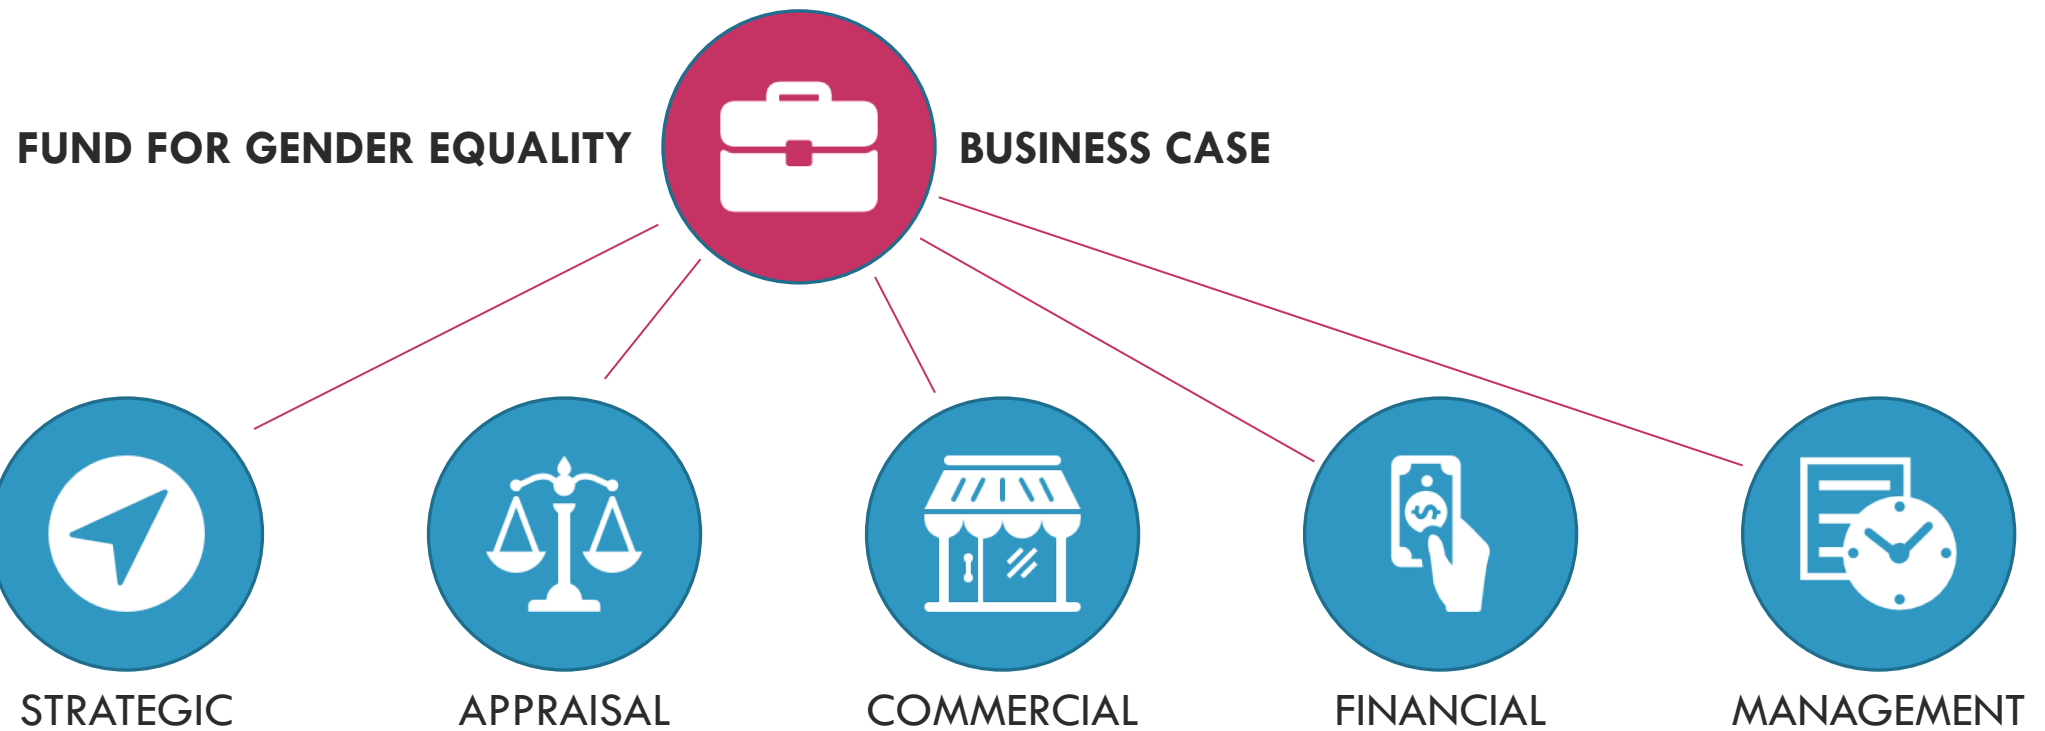 FUND FOR GENDER EQUALITY BUSINESS CASE
$
STRATEGIC APPRAISAL COMMERCIAL FINANCIAL MANAGEMENT